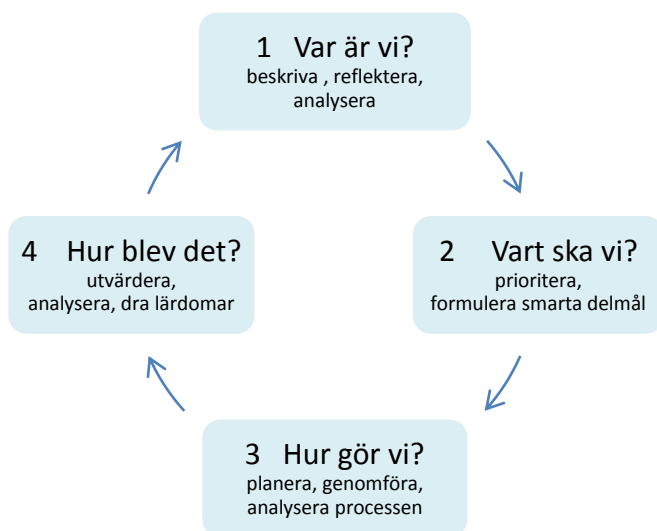 1 Var är vi?
beskriva , reflektera,
analysera
2 Vart ska vi?
prioritera,
formulera smarta delmål
3 Hur gör vi?
planera, genomföra,
analysera processen
4 Hur blev det?
utvärdera,
analysera, dra lärdomar